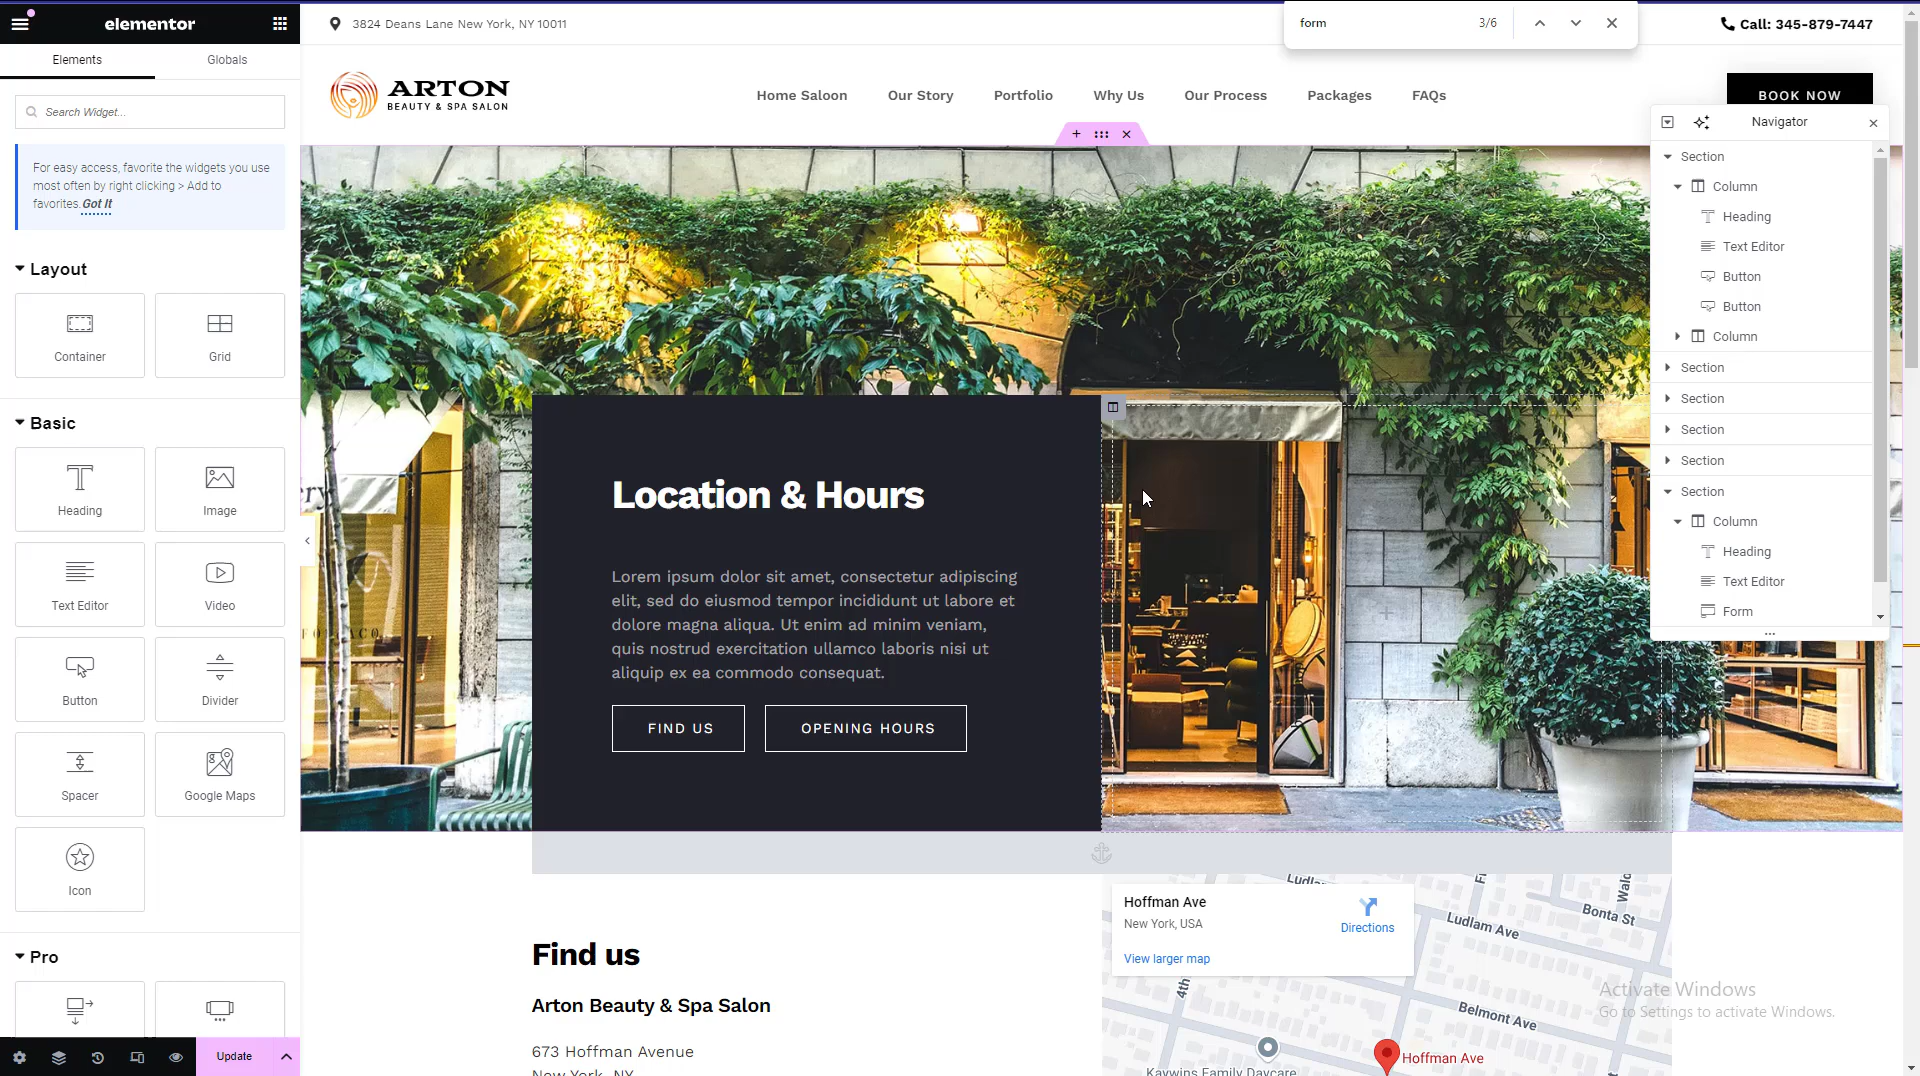 elementor
Elements
Globals
Search Widget...
For easy access, favorite the widgets you use
most often by right clicking > Add to
favorites. Got It
Layout
Container
Grid
Basic
Heading
Image
Text Editor
Video
Button
Divider
Spacer
Google Maps
Icon
Pro
Update
3824 Deans Lane New York, NY 10011
form
3/6
Call: 345-879-7447
ARTON
BEAUTY & SPA SALON
Home Saloon
Our Story
Portfolio
Why Us
Our Process
Packages
FAQs
BOOK NOW
Navigator
Section
Column
Heading
Text Editor
Button
Button
Column
Section
Section
Section
Section
Section
Column
Heading
Text Editor
Form
Location & Hours
Lorem ipsum dolor sit amet, consectetur adipiscing
elit, sed do eiusmod tempor incididunt ut labore et
dolore magna aliqua. Ut enim ad minim veniam,
quis nostrud exercitation ullamco laboris nisi ut
aliquip ex ea commodo consequat.
FIND US
OPENING HOURS
Find us
Arton Beauty & Spa Salon
673 Hoffman Avenue
New York, NY
Hoffman Ave
New York, USA
Directions
View larger map
Ludlam Ave
Bonta St
4th
Belmont Ave
Hoffman Ave
Kaywins Family Daycare
Activate Windows
Go to Settings to activate Windows.